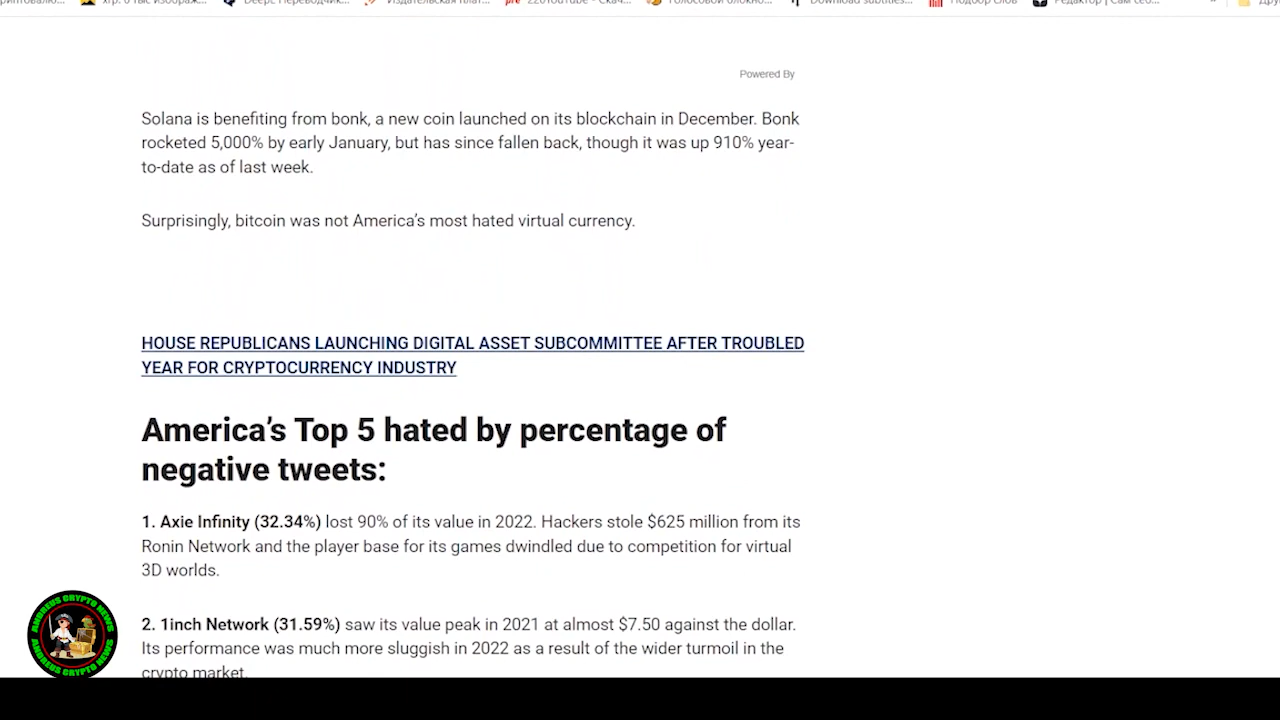 Powered By
Solana is benefiting from bonk, a new coin launched on its blockchain in December. Bonk
rocketed 5,000% by early January, but has since fallen back, though it was up 910% year-
to-date as of last week.
Surprisingly, bitcoin was not America’s most hated virtual currency.
HOUSE REPUBLICANS LAUNCHING DIGITAL ASSET SUBCOMMITTEE AFTER TROUBLED
YEAR FOR CRYPTOCURRENCY INDUSTRY
America’s Top 5 hated by percentage of
negative tweets:
1. Axie Infinity (32.34%) lost 90% of its value in 2022. Hackers stole $625 million from its
Ronin Network and the player base for its games dwindled due to competition for virtual
3D worlds.
2. 1inch Network (31.59%) saw its value peak in 2021 at almost $7.50 against the dollar.
Its performance was much more sluggish in 2022 as a result of the wider turmoil in the
crypto market.
ANDREUS CRYPTO NEWS
ANDREUS CRYPTO NEWS